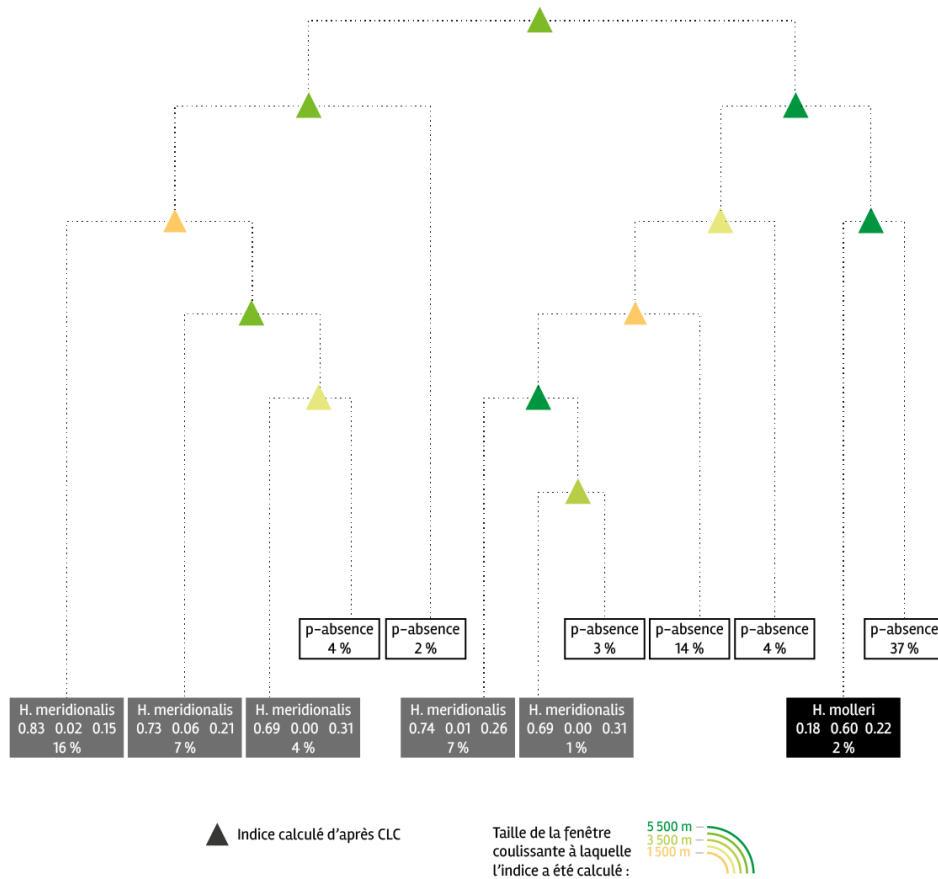 p-absence
4 %
p-absence
2 %
p-absence
3 %
p-absence
14 %
p-absence
4 %
p-absence
37 %
H. meridionalis
0.83 0.02 0.15
16 %
H. meridionalis
0.73 0.06 0.21
7 %
H. meridionalis
0.69 0.00 0.31
4 %
H. meridionalis
0.74 0.01 0.26
7 %
H. meridionalis
0.69 0.00 0.31
1 %
H. molleri
0.18 0.60 0.22
2 %
Indice calculé d'après CLC
Taille de la fenêtre
coulissante à laquelle
l'indice a été calculé :
5 500 m
3 500 m
1 500 m